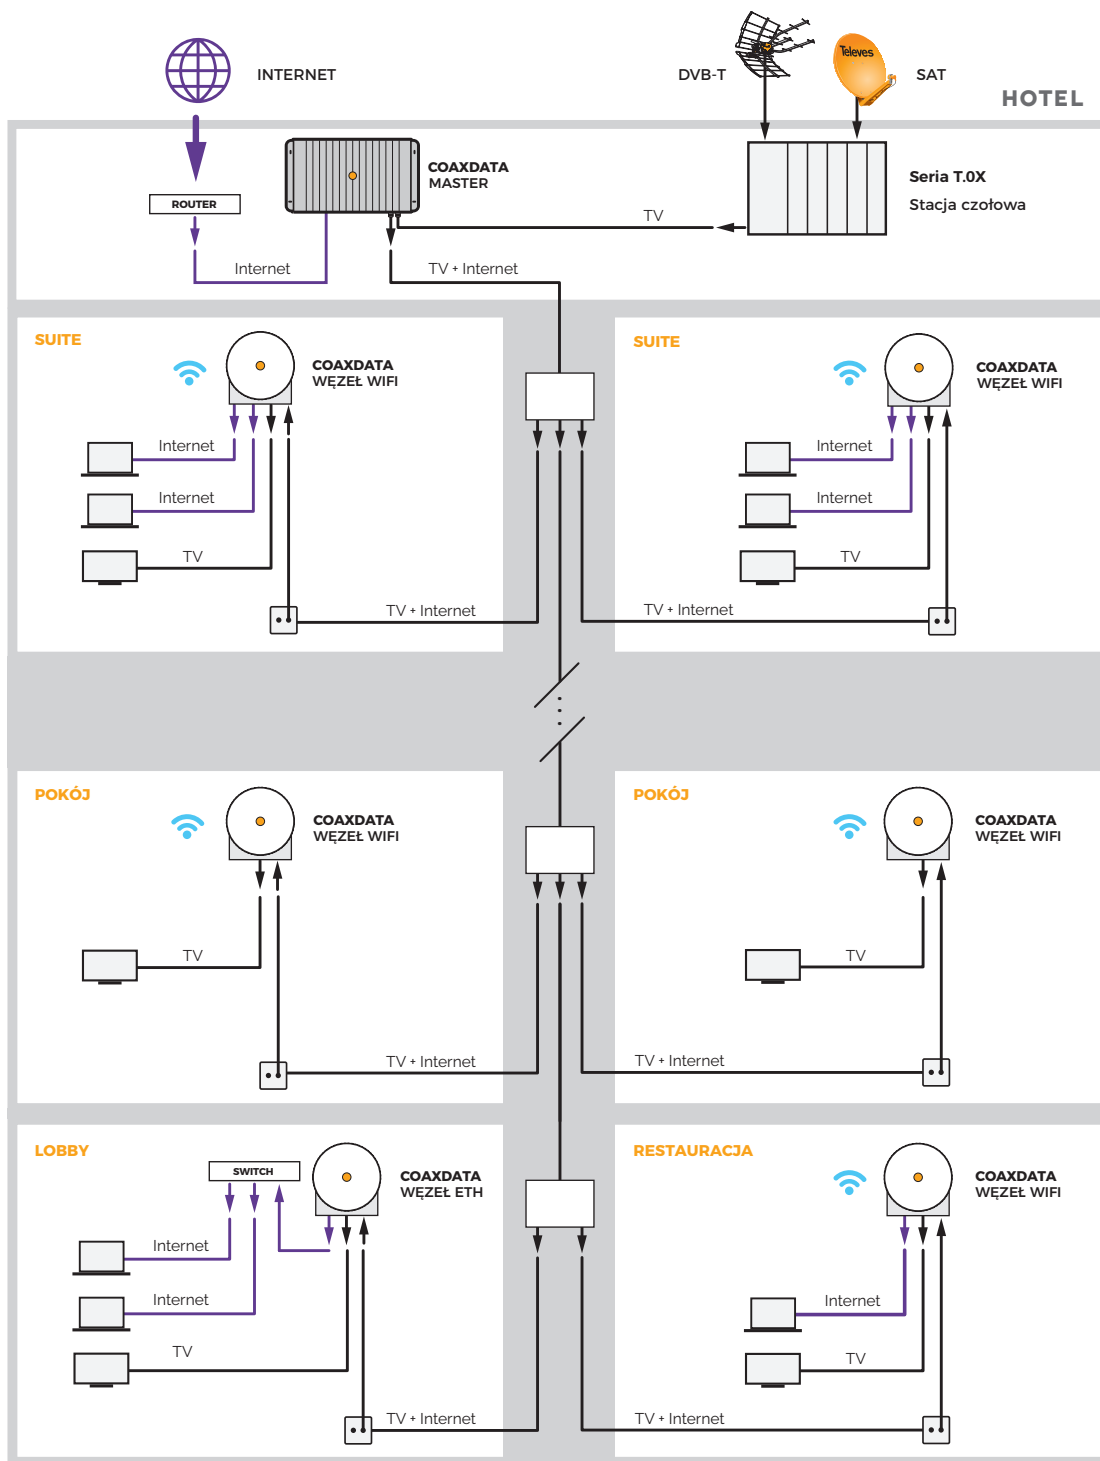 INTERNET
DVB-T
Televes
SAT
HOTEL
COAXDATA
MASTER
Seria T.0X
Stacja czołowa
ROUTER
TV
Internet
TV + Internet
SUITE
COAXDATA
WĘZEŁ WIFI
Internet
Internet
TV
TV + Internet
SUITE
COAXDATA
WĘZEŁ WIFI
Internet
Internet
TV
TV + Internet
POKÓJ
COAXDATA
WĘZEŁ WIFI
TV
TV + Internet
POKÓJ
COAXDATA
WĘZEŁ WIFI
TV
TV + Internet
LOBBY
SWITCH
COAXDATA
WĘZEŁ ETH
Internet
Internet
TV
TV + Internet
RESTAURACJA
COAXDATA
WĘZEŁ WIFI
Internet
TV
TV + Internet